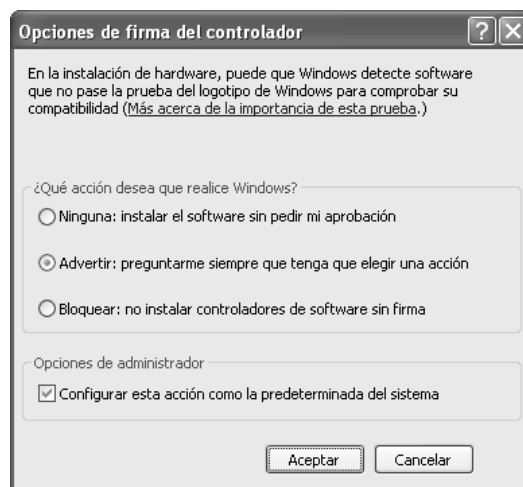 Opciones de firma del controlador
En la instalación de hardware, puede que Windows detecte software
que no pase la prueba del logotipo de Windows para comprobar su
compatibilidad (Más acerca de la importancia de esta prueba.)
¿Qué acción desea que realice Windows?
Ninguna: instalar el software sin pedir mi aprobación
Advertir: preguntarme siempre que tenga que elegir una acción
Bloquear: no instalar controladores de software sin firma
Opciones de administrador
Configurar esta acción como la predeterminada del sistema
Aceptar Cancelar